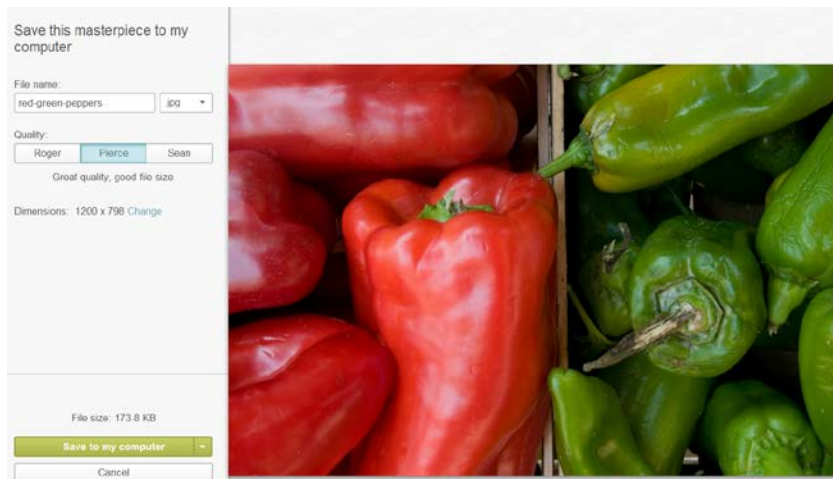 Save this masterpiece to my
computer
File name:
red-green-peppers
.jpg
Quality:
Roger
Pierce
Sean
Great quality, good file size
Dimensions: 1200 x 798 Change
File size: 173.8 KB
Save to my computer
Cancel